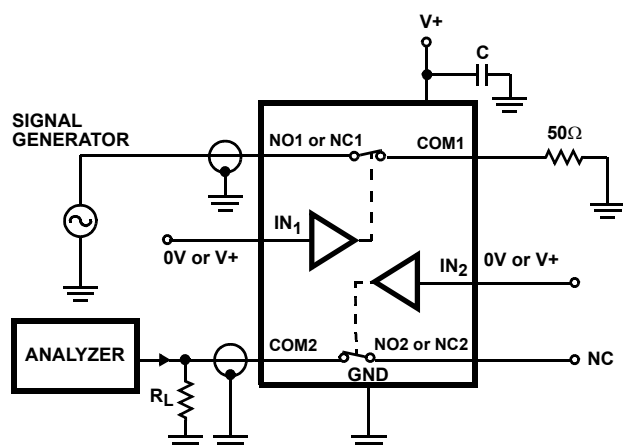 V+
C
SIGNAL
GENERATOR
NO1 or NC1
COM1
50Ω
IN1
0V or V+
IN2
0V or V+
ANALYZER
COM2
NO2 or NC2
NC
GND
RL